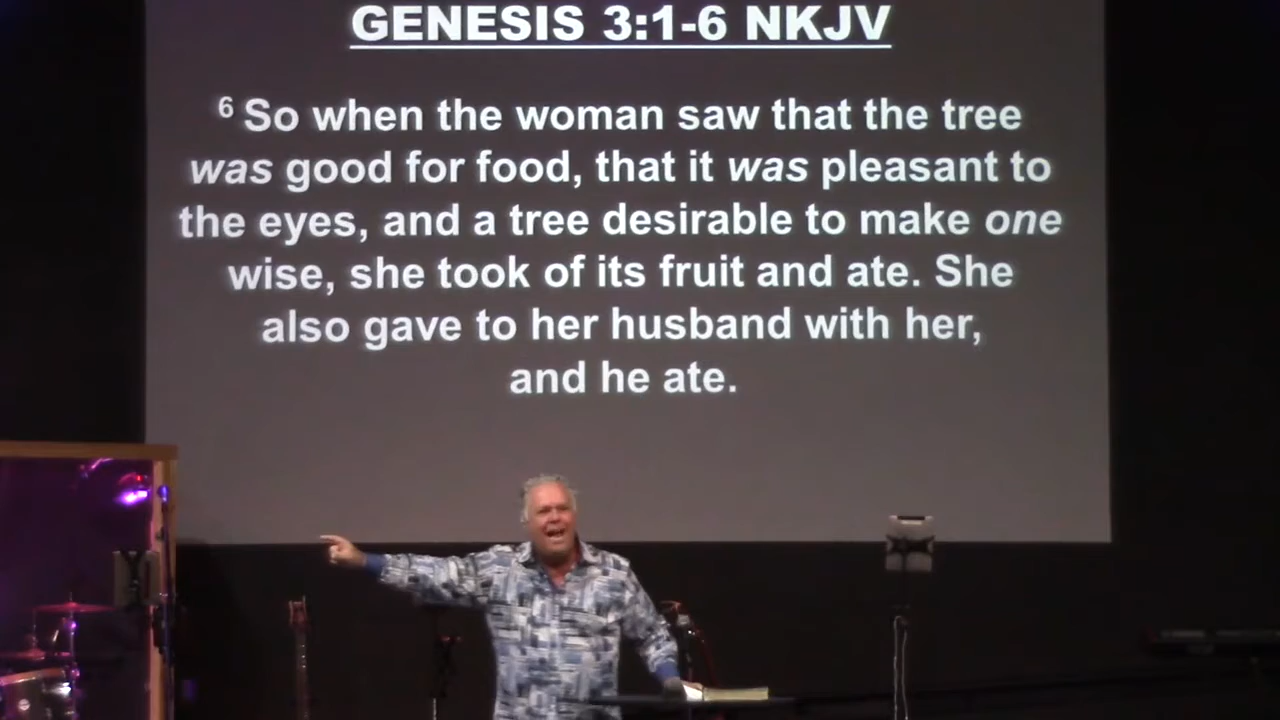 GENESIS 3:1-6 NKJV
6 So when the woman saw that the tree
was good for food, that it was pleasant to
the eyes, and a tree desirable to make one
wise, she took of its fruit and ate. She
also gave to her husband with her,
and he ate.